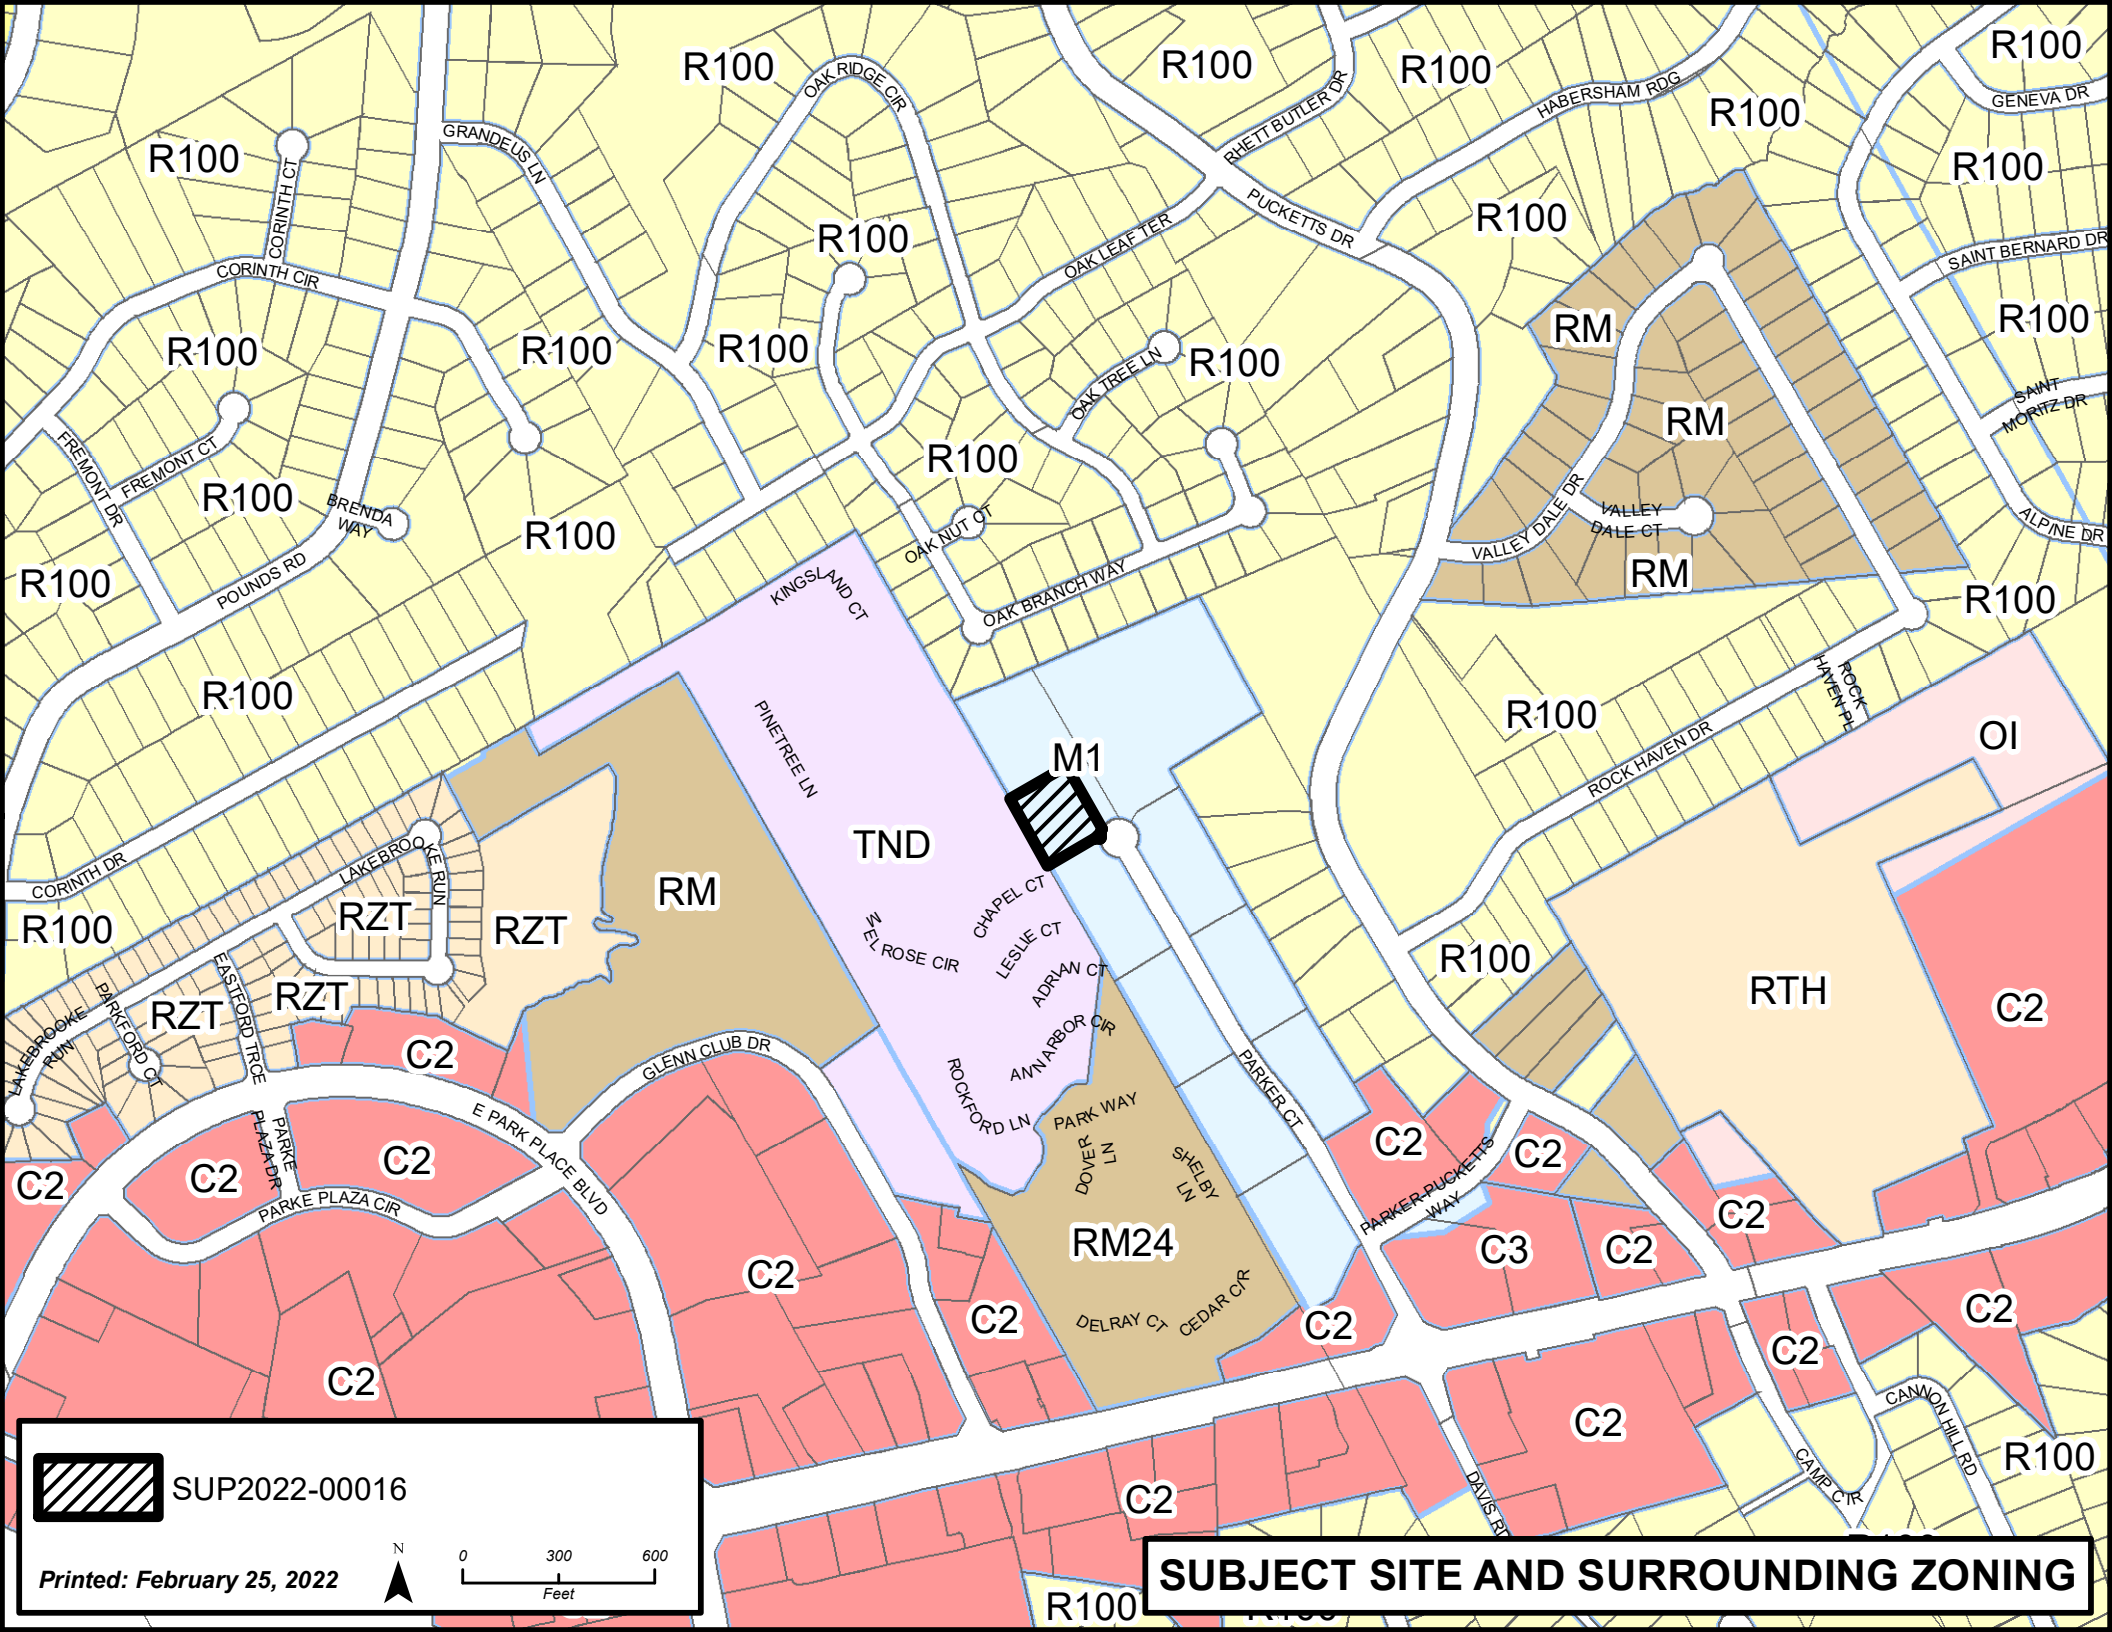 R100
R100
R100
R100
OAK RIDGE CIR
RHETT BUTLER DR
HABERSHAM RDG
R100
GENEVA DR
GRANDEUS LN
R100
CORINTH CT
R100
PUCKETTS DR
R100
R100
OAK LEAF TER
SAINT BERNARD DR
CORINTH CIR
R100
RM
R100
R100
R100
OAK TREE LN
R100
SAINT
MORITZ DR
RM
FREMONT DR
FREMONT CT
R100
R100
BRENDA
WAY
R100
OAK NUT CT
VALLEY DALE DR
VALLEY
DALE CT
ALPINE DR
R100
POUNDS RD
KINGSLAND CT
OAK BRANCH WAY
RM
R100
R100
PINETREE LN
R100
ROCK
HAVEN PL
ROCK HAVEN DR
OI
M1
TND
CORINTH DR
LAKEBROOKE RUN
R100
RZT
RZT
RM
CHAPEL CT
MELROSE CIR
LESLIE CT
ADRIAN CT
R100
RTH
C2
RZT
RZT
EASTFORD TRCE
PARKFORD CT
LAKEBROOKE
RUN
C2
GLENN CLUB DR
ANN ARBOR CIR
ROCKFORD LN
PARK WAY
PARKER CT
C2
C2
PARKER-PUCKETTS
WAY
DOVER
LN
SHELBY
LN
E PARK PLACE BLVD
PARKE
PLAZA DR
C2
C2
C2
PARKE PLAZA CIR
C2
RM24
C3
C2
C2
C2
DELRAY CT
CEDAR CIR
C2
C2
C2
C2
C2
C2
CANNON HILL RD
R100
CAMP CIR
DAVIS RD
C2
SUP2022-00016
Printed: February 25, 2022
N
0 300 600
Feet
SUBJECT SITE AND SURROUNDING ZONING
R100